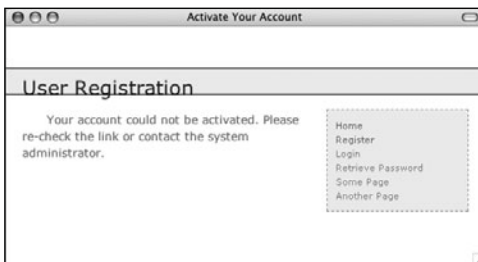 Activate Your Account
User Registration
Your account could not be activated. Please
re-check the link or contact the system
administrator.
Home
Register
Login
Retrieve Password
Some Page
Another Page